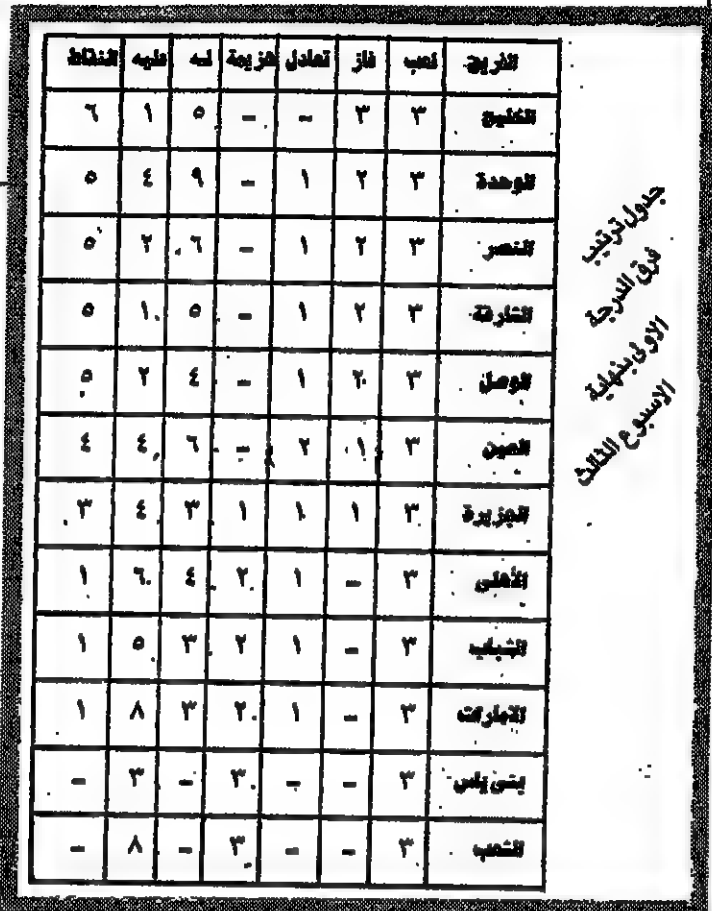 جدول ترتيب
فرق الدرجة
الاولى بنهاية
الاسبوع الثالث
الفريق لعب فاز تعادل هزيمة له عليه النقاط
الخليج ٣ ٣ - - ٥ ١ ٦
الوحدة ٣ ٢ ١ - ٩ ٤ ٥
النصر ٣ ٢ ١ - ٦ ٢ ٥
الشارقة ٣ ٢ ١ - ٥ ١ ٥
الوصل ٣ ٢ ١ - ٤ ٢ ٥
العين ٣ ١ ٢ - ٦ ٤ ٤
الجزيرة ٣ ١ ١ ١ ٣ ٤ ٣
الأهلى ٣ - ١ ٢ ٤ ٦ ١
الشباب ٣ - ١ ٢ ٣ ٥ ١
الامارات ٣ - ١ ٢ ٣ ٨ ١
بنى ياس ٣ - - ٣ - ٣ -
الشعب ٣ - - ٣ - ٨ -